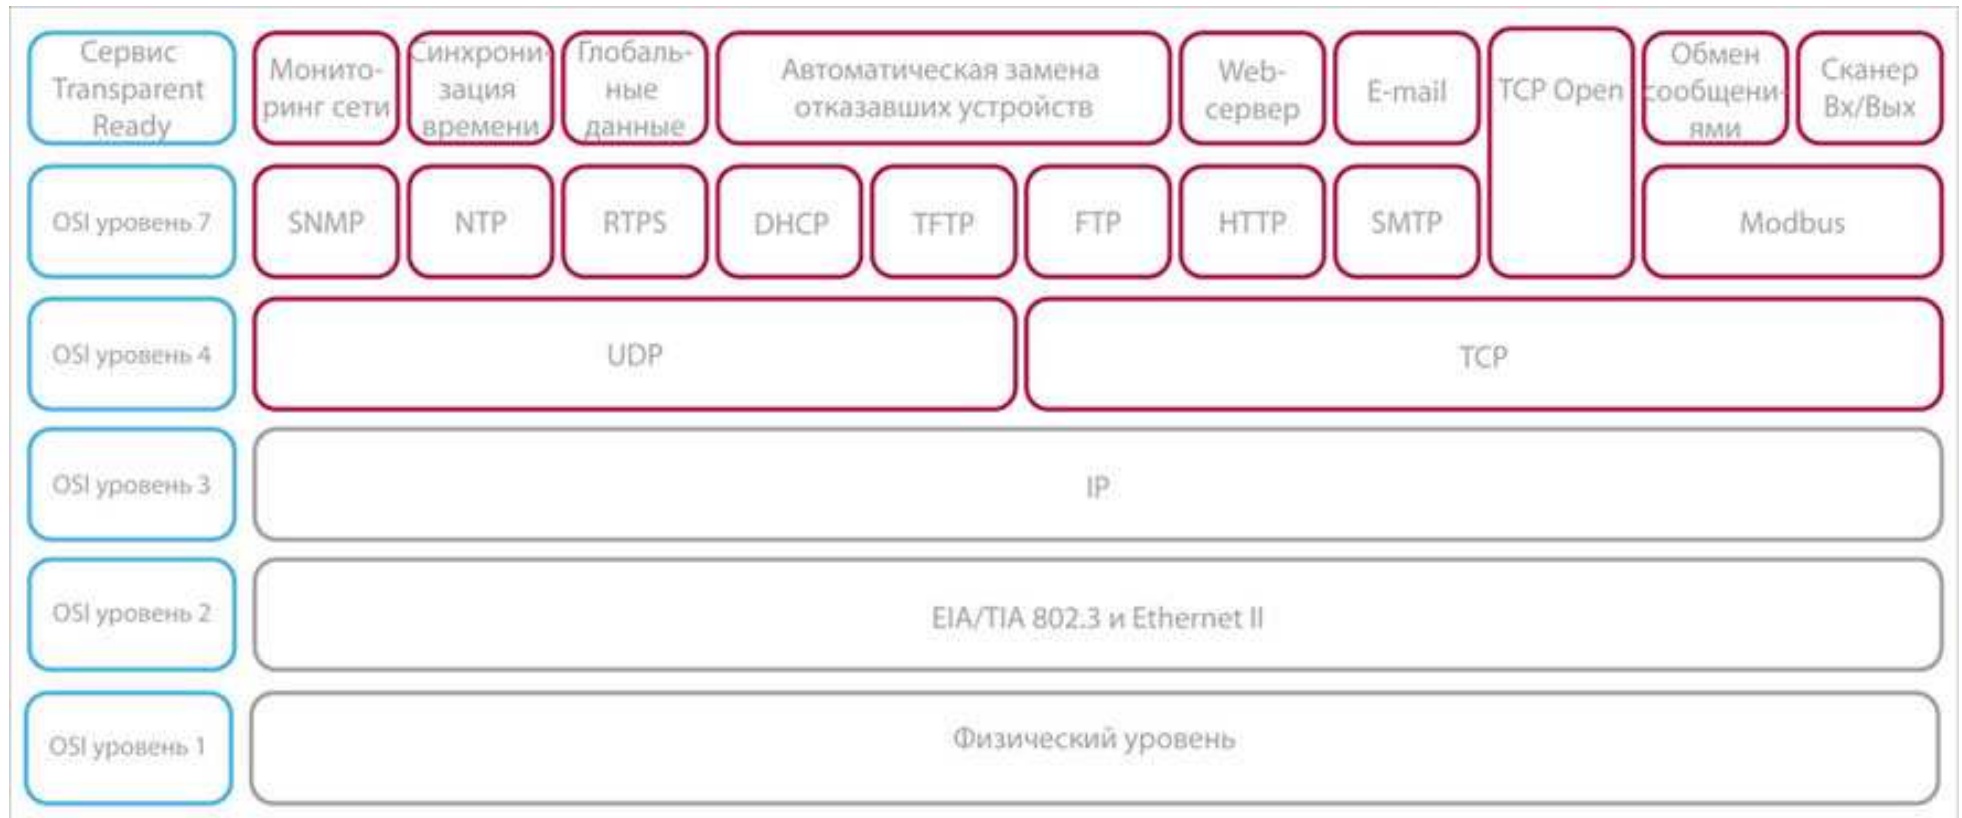 Сервис
Transparent
Ready
Монито-
ринг сети
Синхрони-
зация
времени
Глобаль-
ные
данные
Автоматическая замена
отказавших устройств
Web-
сервер
E-mail
TCP Open
Обмен
сообщени-
ями
Сканер
Вх/Вых
OSI уровень 7
SNMP
NTP
RTPS
DHCP
TFTP
FTP
HTTP
SMTP
Modbus
OSI уровень 4
UDP
TCP
OSI уровень 3
IP
OSI уровень 2
EIA/TIA 802.3 и Ethernet II
OSI уровень 1
Физический уровень